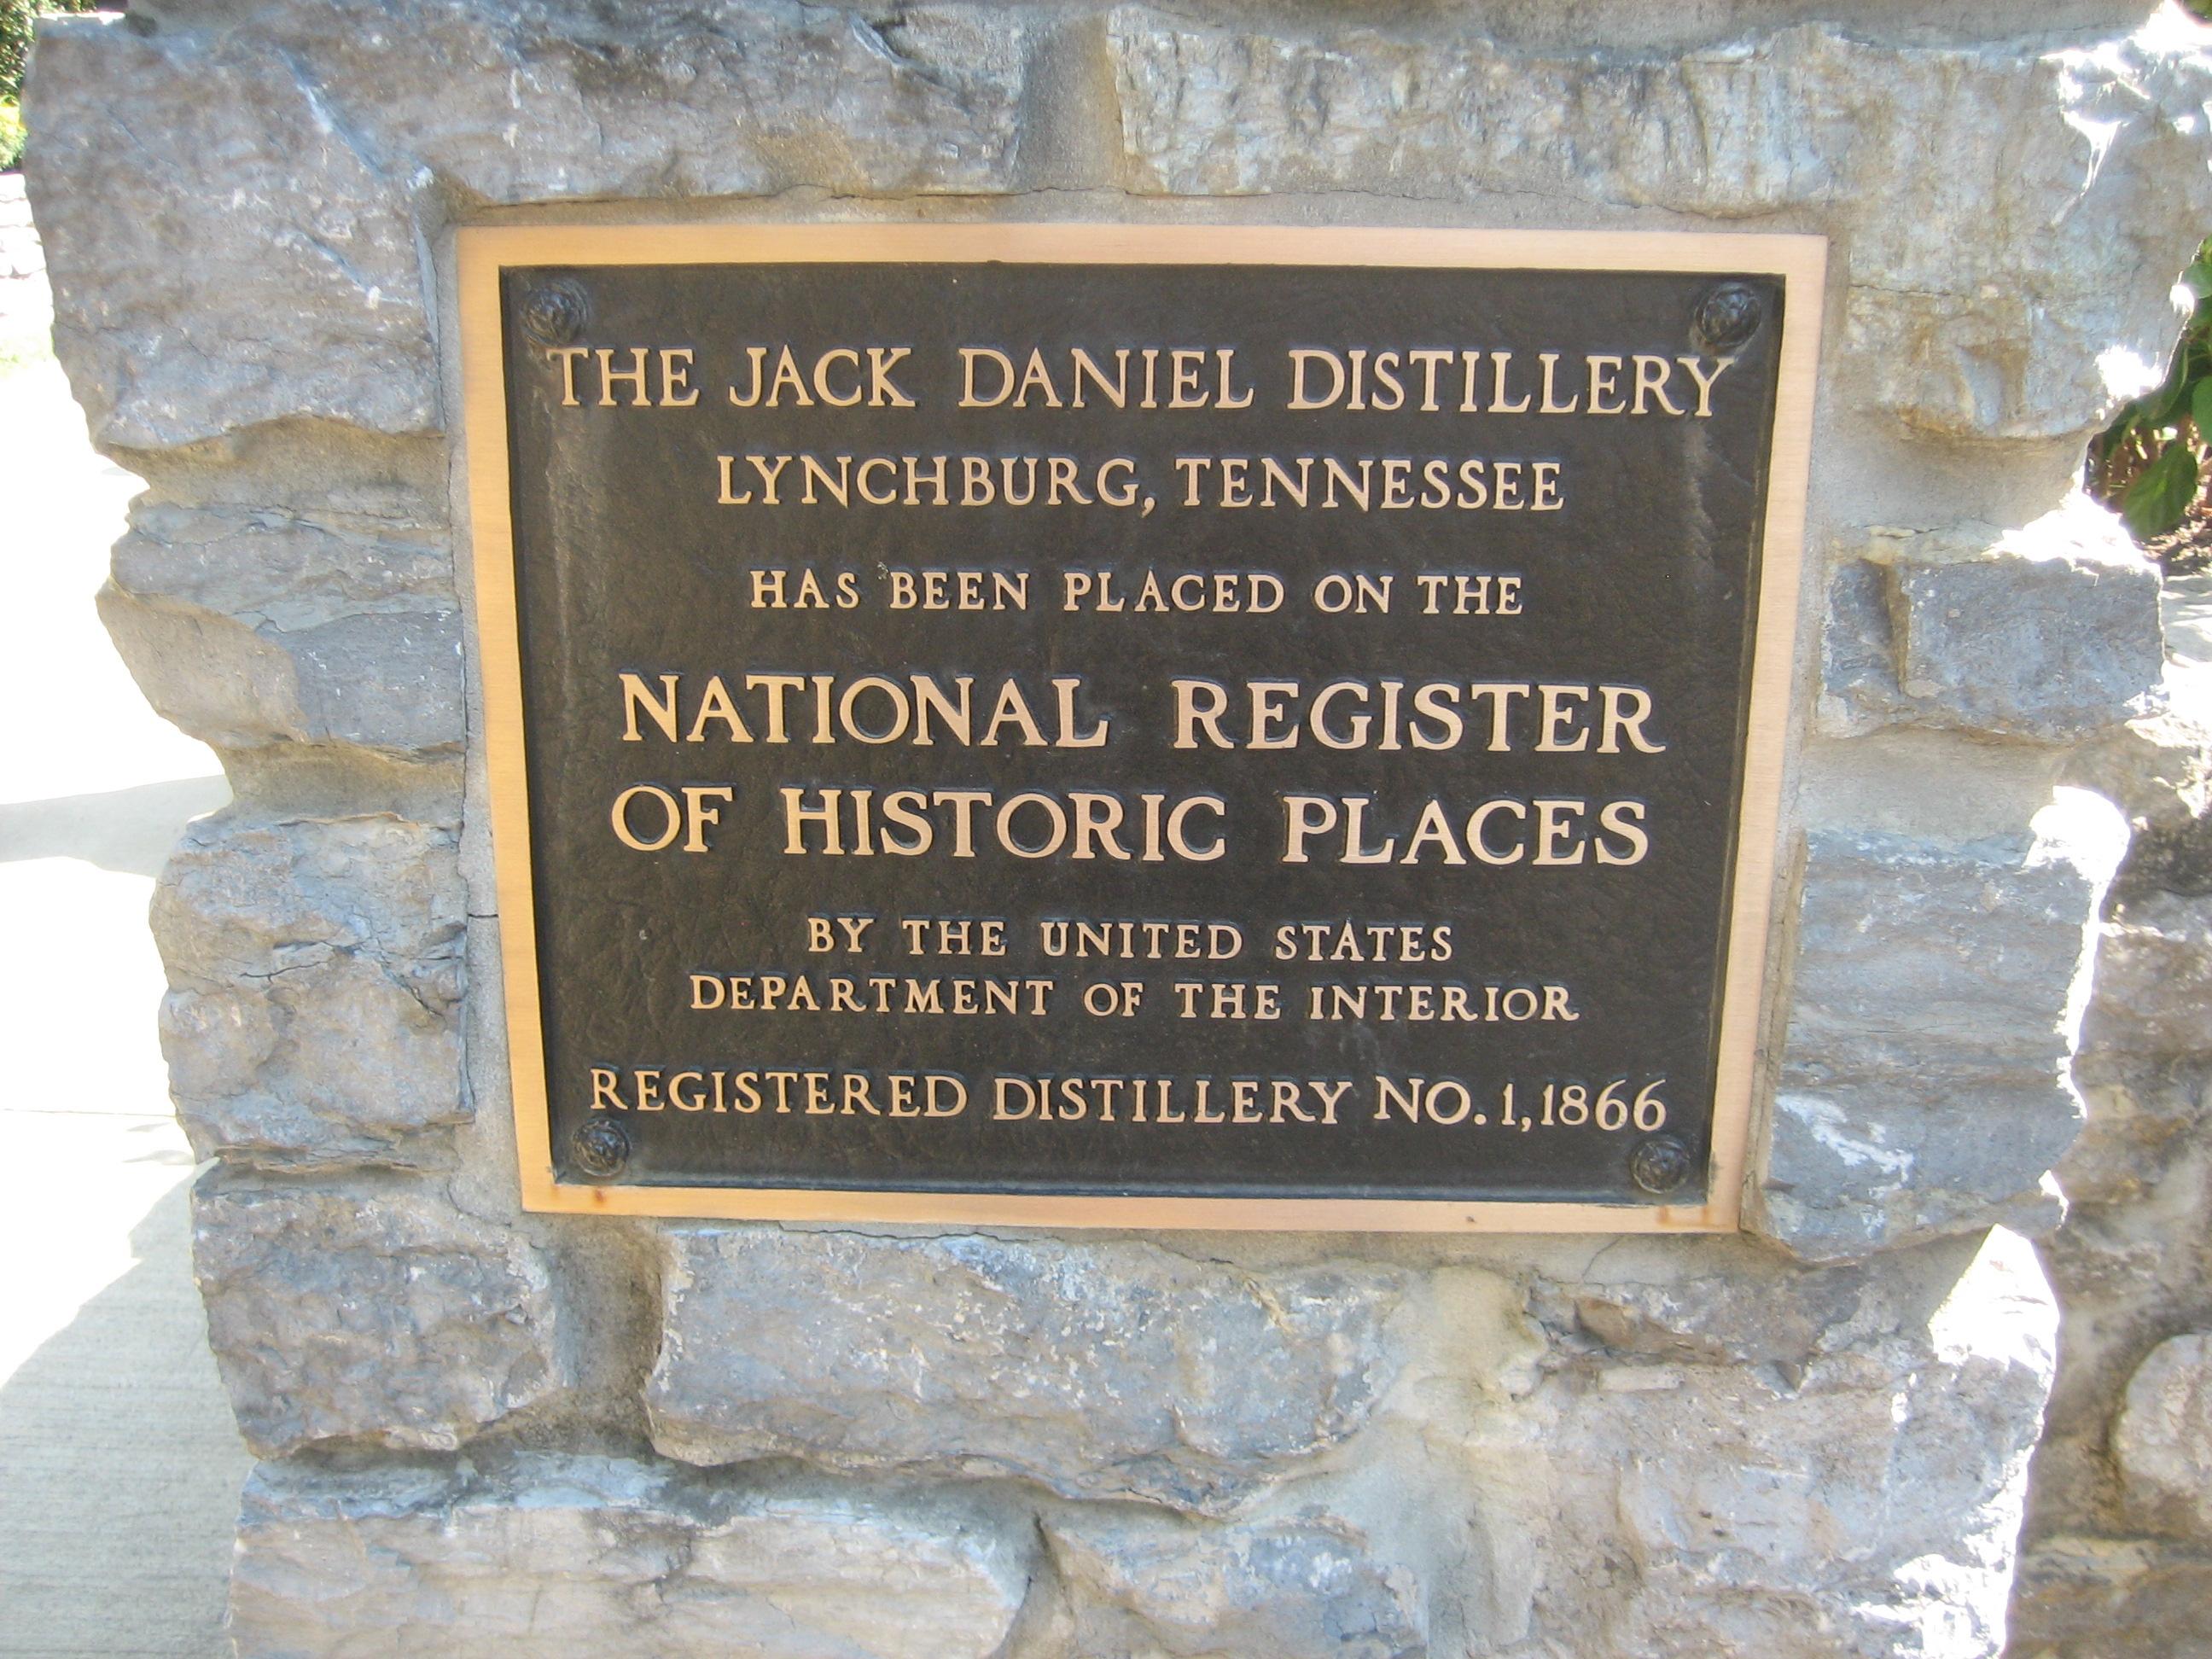 THE JACK DANIEL DISTILLERY
LYNCHBURG, TENNESSEE
HAS BEEN PLACED ON THE
NATIONAL REGISTER
OF HISTORIC PLACES
BY THE UNITED STATES
DEPARTMENT OF THE INTERIOR
REGISTERED DISTILLERY NO. 1, 1866